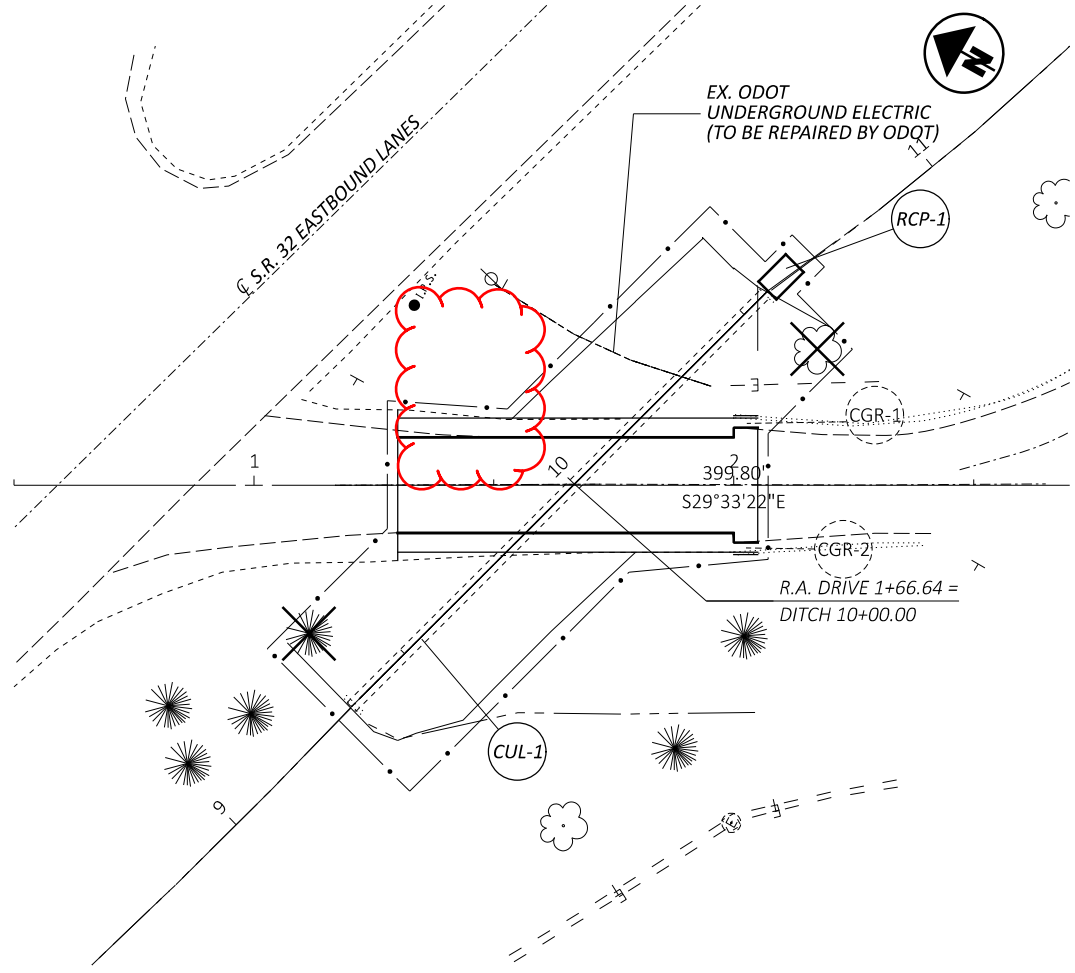 N
EX. ODOT
UNDERGROUND ELECTRIC
(TO BE REPAIRED BY ODOT)
11
℄ S.R. 32 EASTBOUND LANES
RCP-1
I.P.S.
E
CGR-1
1
10
2
399.80'
S29°33'22"E
CGR-2
R.A. DRIVE 1+66.64 =
DITCH 10+00.00
CUL-1
9
E
E
E